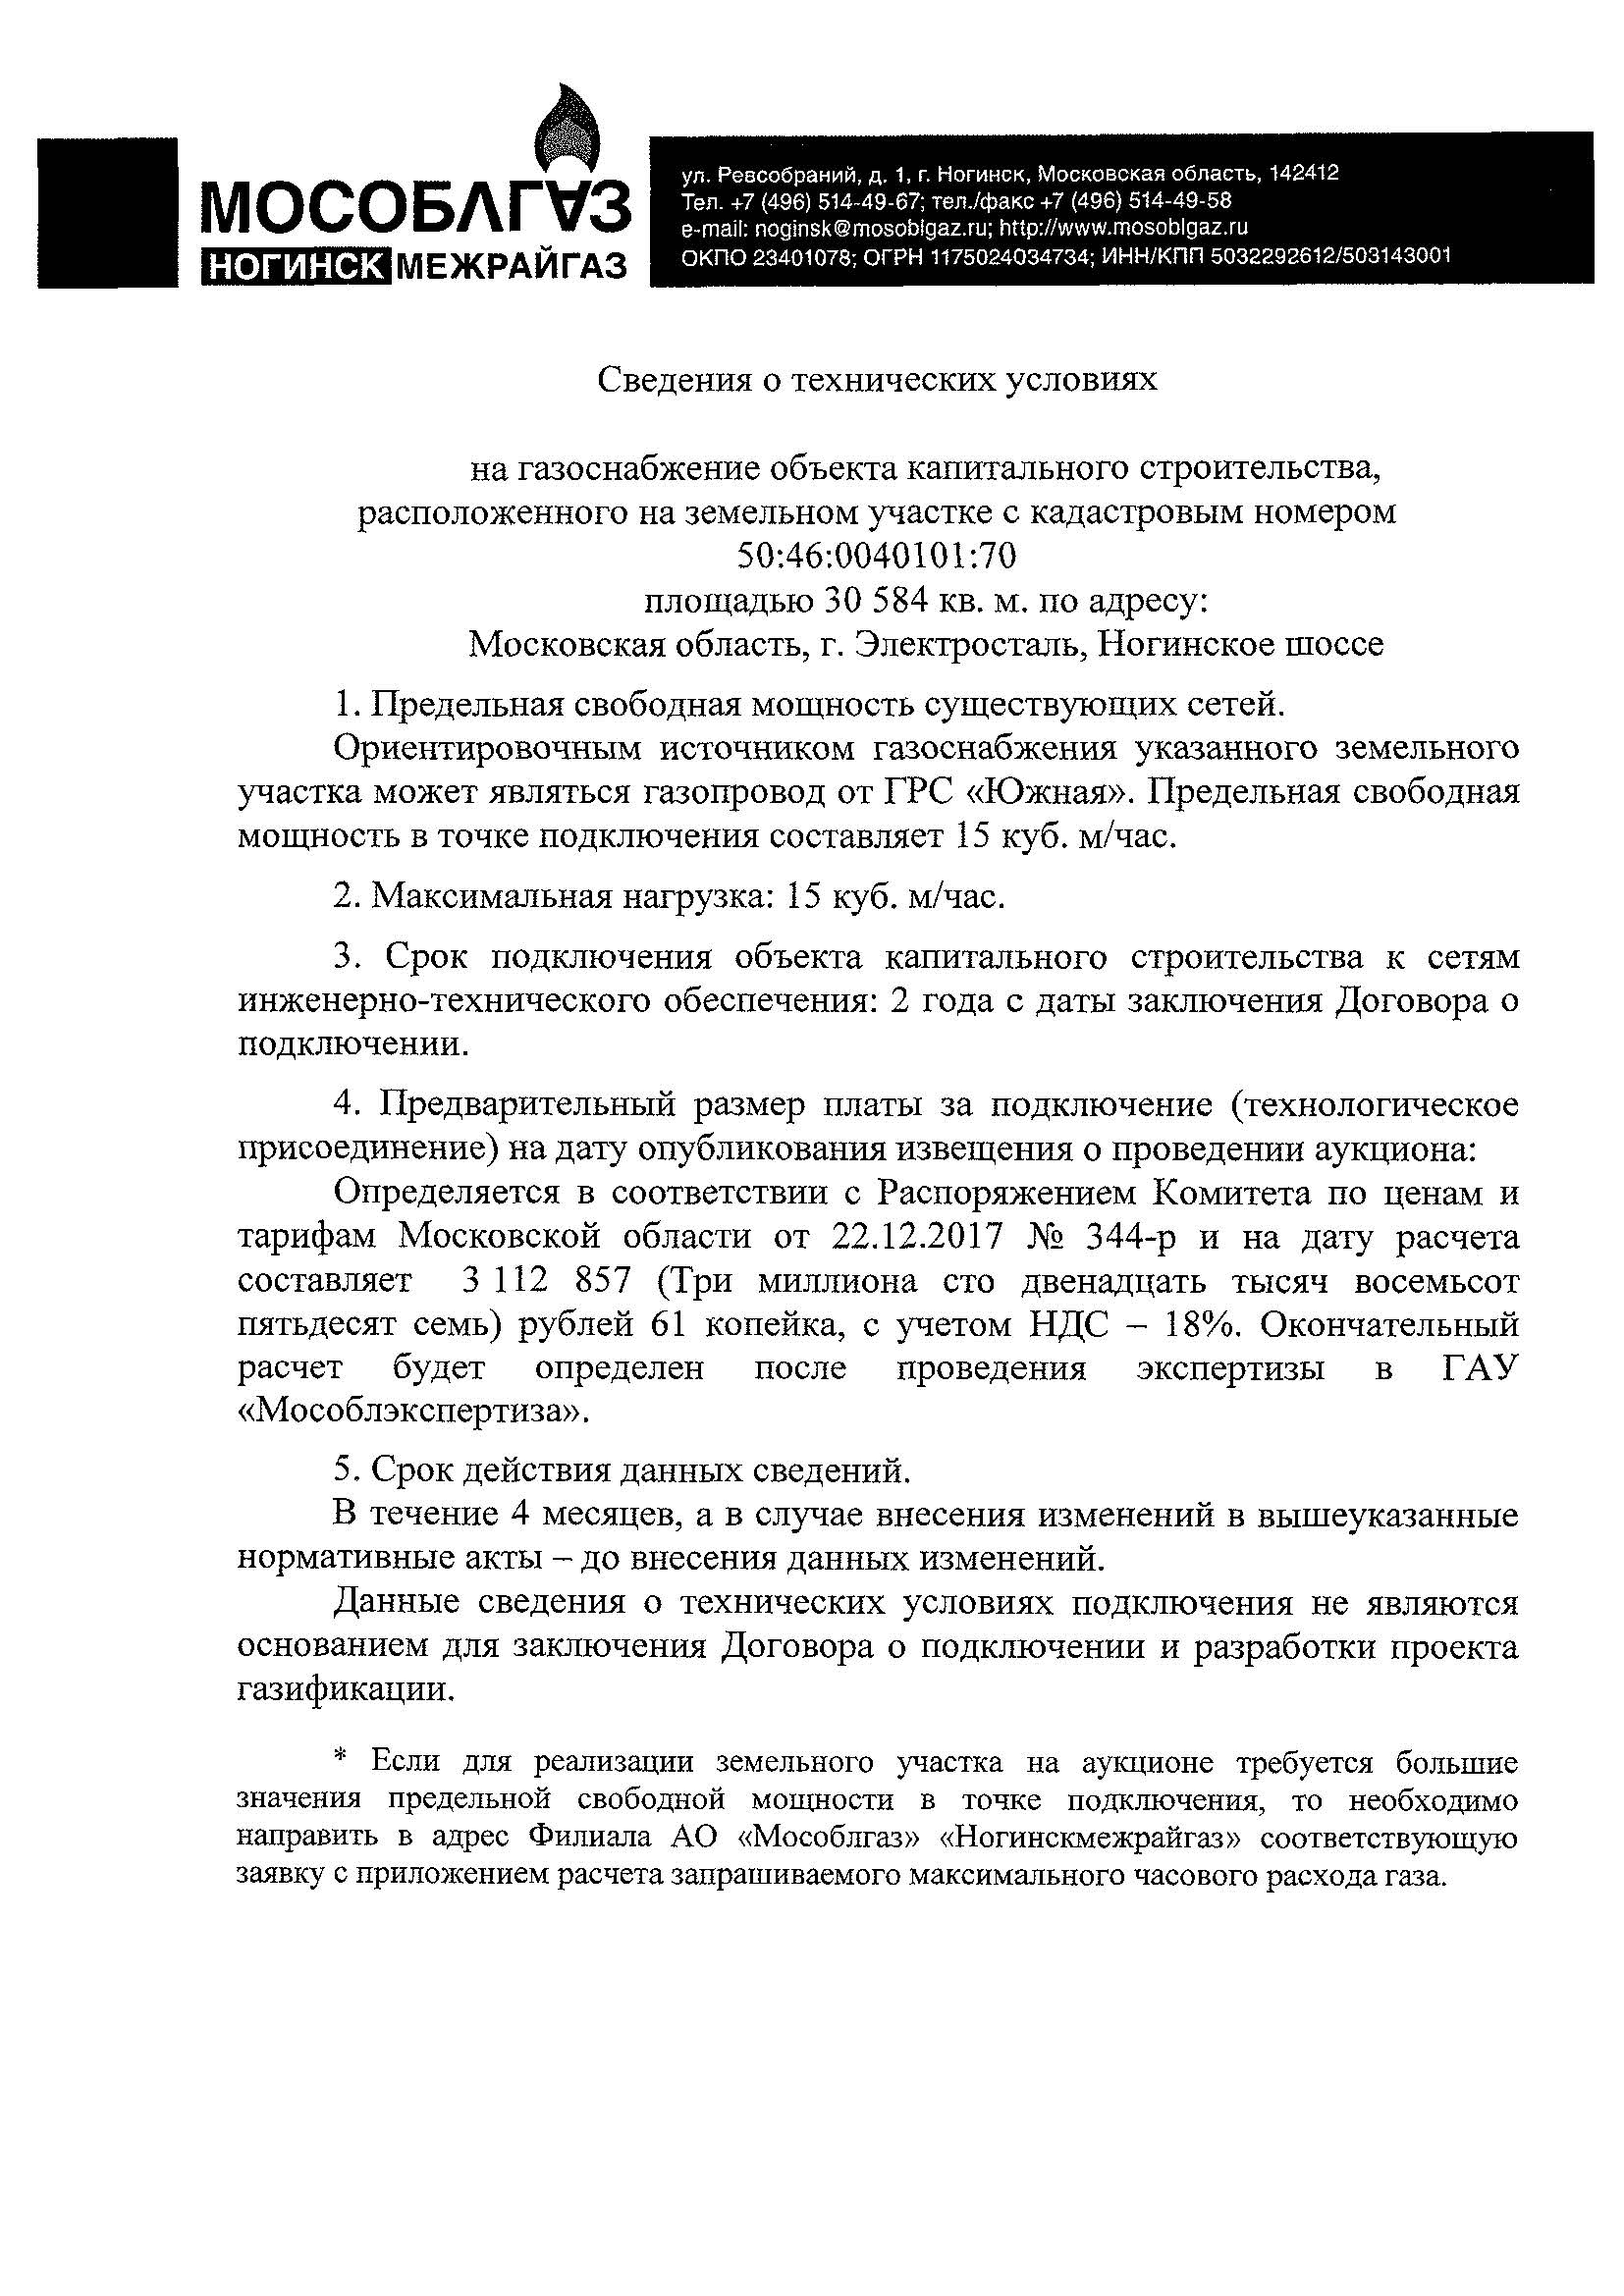 МОСОБЛГАЗ
НОГИНСК МЕЖРАЙГАЗ
ул. Ревсобраний, д. 1, г. Ногинск, Московская область, 142412
Тел. +7 (496) 514-49-67; тел./факс +7 (496) 514-49-58
e-mail: noginsk@mosoblgaz.ru; http://www.mosoblgaz.ru
ОКПО 23401078; ОГРН 1175024034734; ИНН/КПП 5032292612/503143001
Сведения о технических условиях
на газоснабжение объекта капитального строительства,
расположенного на земельном участке с кадастровым номером
50:46:0040101:70
площадью 30 584 кв. м. по адресу:
Московская область, г. Электросталь, Ногинское шоссе
1. Предельная свободная мощность существующих сетей.
Ориентировочным источником газоснабжения указанного земельного
участка может являться газопровод от ГРС «Южная». Предельная свободная
мощность в точке подключения составляет 15 куб. м/час.
2. Максимальная нагрузка: 15 куб. м/час.
3. Срок подключения объекта капитального строительства к сетям
инженерно-технического обеспечения: 2 года с даты заключения Договора о
подключении.
4. Предварительный размер платы за подключение (технологическое
присоединение) на дату опубликования извещения о проведении аукциона:
Определяется в соответствии с Распоряжением Комитета по ценам и
тарифам Московской области от 22.12.2017 № 344-р и на дату расчета
составляет 3 112 857 (Три миллиона сто двенадцать тысяч восемьсот
пятьдесят семь) рублей 61 копейка, с учетом НДС – 18%. Окончательный
расчет будет определен после проведения экспертизы в ГАУ
«Мособлэкспертиза».
5. Срок действия данных сведений.
В течение 4 месяцев, а в случае внесения изменений в вышеуказанные
нормативные акты – до внесения данных изменений.
Данные сведения о технических условиях подключения не являются
основанием для заключения Договора о подключении и разработки проекта
газификации.
* Если для реализации земельного участка на аукционе требуется большие
значения предельной свободной мощности в точке подключения, то необходимо
направить в адрес Филиала АО «Мособлгаз» «Ногинскмежрайгаз» соответствующую
заявку с приложением расчета запрашиваемого максимального часового расхода газа.